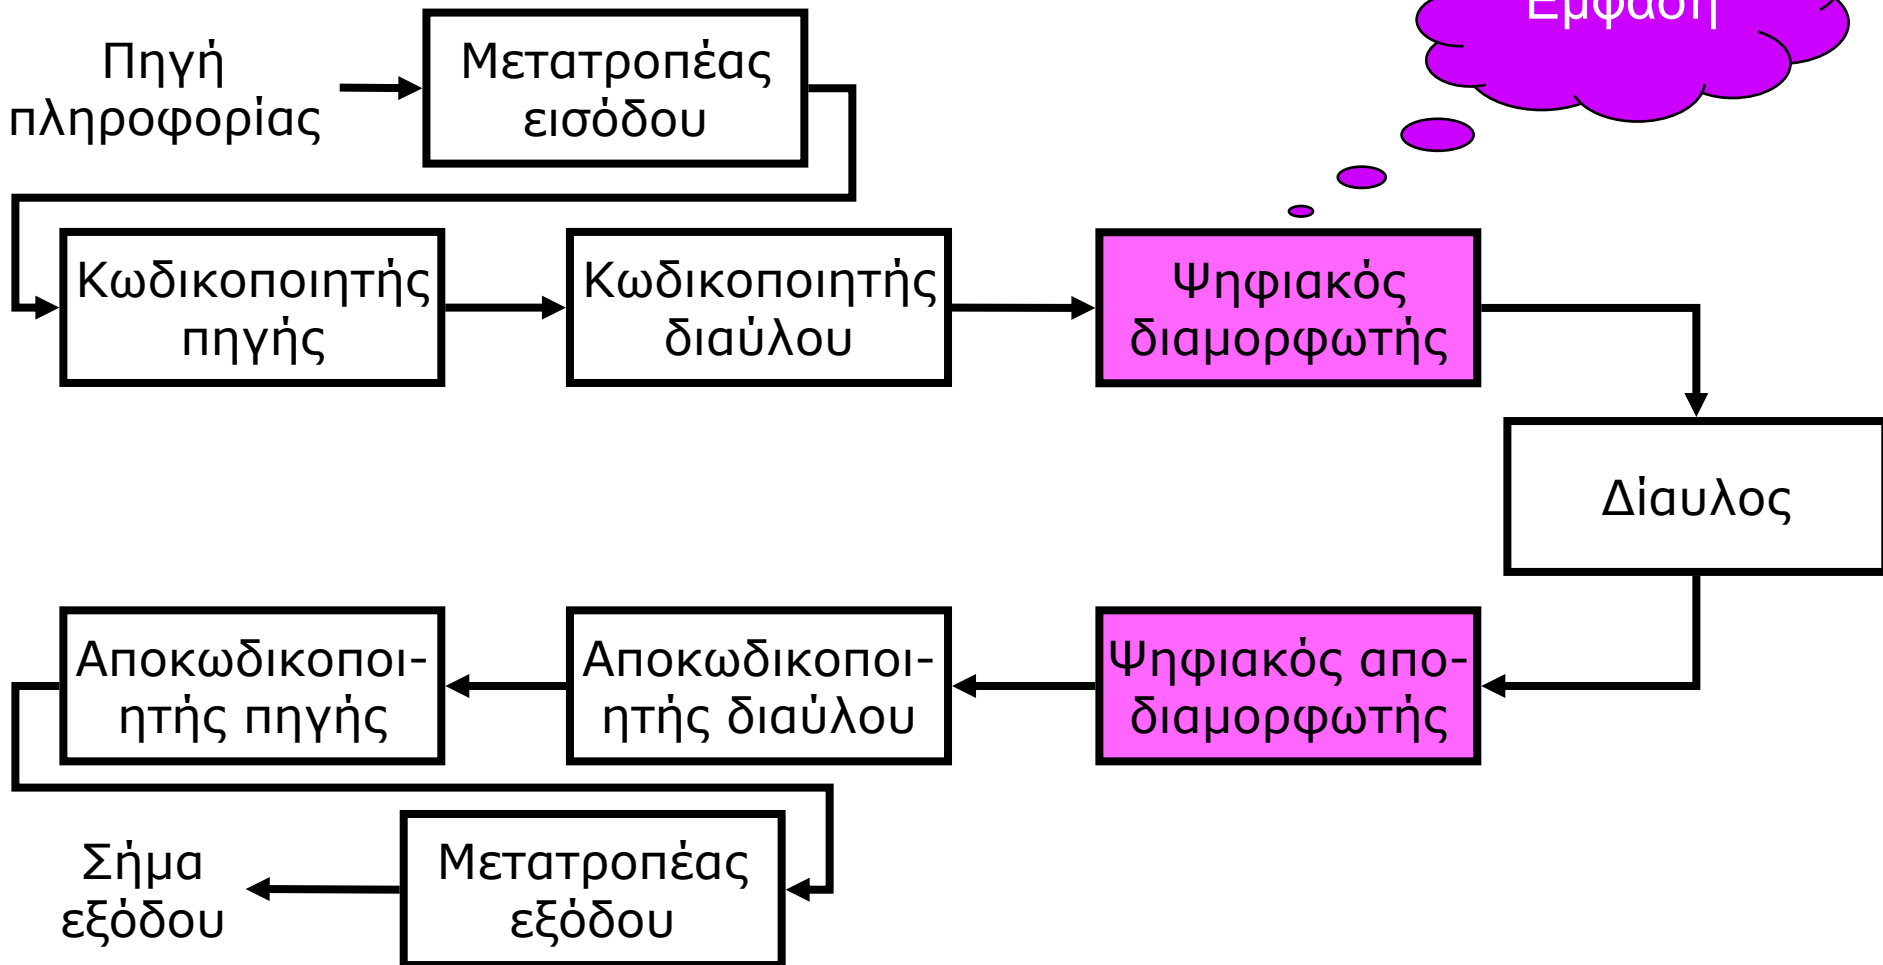 Έμφαση
Πηγή
πληροφορίας
Μετατροπέας
εισόδου
Κωδικοποιητής
πηγής
Κωδικοποιητής
διαύλου
Ψηφιακός
διαμορφωτής
Δίαυλος
Αποκωδικοποι-
ητής πηγής
Αποκωδικοποι-
ητής διαύλου
Ψηφιακός απο-
διαμορφωτής
Σήμα
εξόδου
Μετατροπέας
εξόδου